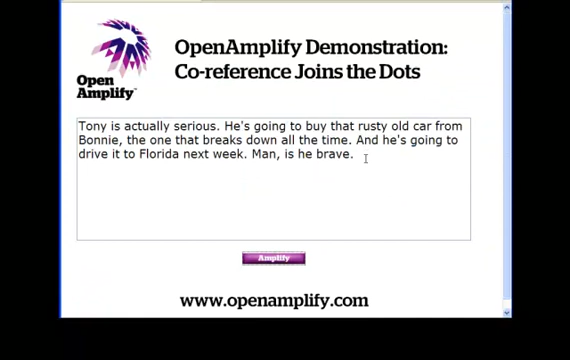 OpenAmplify Demonstration:
Co-reference Joins the Dots
Open
Amplify™
Tony is actually serious. He's going to buy that rusty old car from
Bonnie, the one that breaks down all the time. And he's going to
drive it to Florida next week. Man, is he brave.
Amplify
www.openamplify.com